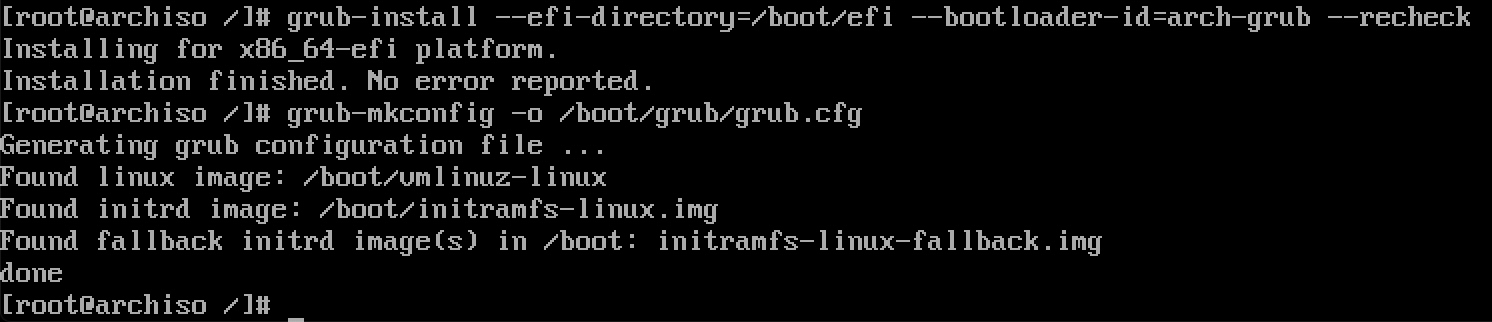 [root@archiso /]# grub-install --efi-directory=/boot/efi --bootloader-id=arch-grub --recheck
Installing for x86_64-efi platform.
Installation finished. No error reported.
[root@archiso /]# grub-mkconfig -o /boot/grub/grub.cfg
Generating grub configuration file ...
Found linux image: /boot/vmlinuz-linux
Found initrd image: /boot/initramfs-linux.img
Found fallback initrd image(s) in /boot: initramfs-linux-fallback.img
done
[root@archiso /]# _